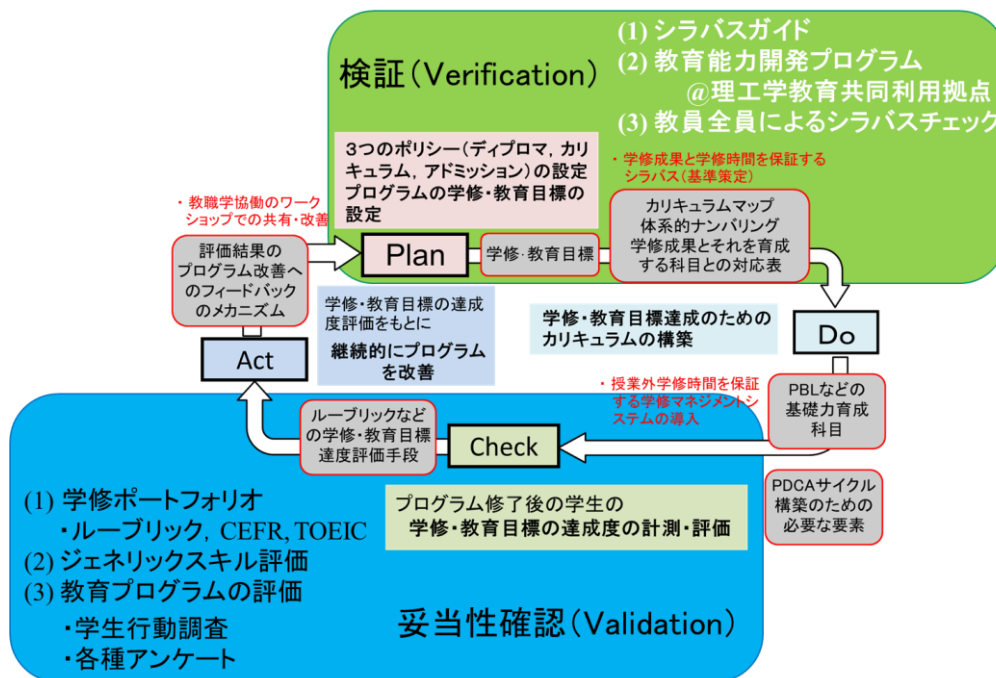 検証（Verification）
(1) シラバスガイド
(2) 教育能力開発プログラム
@理工学教育共同利用拠点
(3) 教員全員によるシラバスチェック
３つのポリシー（ディプロマ，カリ
キュラム，アドミッション）の設定
プログラムの学修・教育目標の
設定
・学修成果と学修時間を保証する
シラバス（基準策定）
・教職学協働のワーク
ショップでの共有・改善
評価結果の
プログラム改善へ
のフィードバック
のメカニズム
Plan
学修・教育目標
カリキュラムマップ
体系的ナンバリング
学修成果とそれを育成
する科目との対応表
学修・教育目標の達成
度評価をもとに
継続的にプログラム
を改善
学修・教育目標達成のための
カリキュラムの構築
Do
Act
・授業外学修時間を保証
する学修マネジメントシ
ステムの導入
PBLなどの
基礎力育成
科目
ルーブリックなど
の学修・教育目標
達度評価手段
Check
PDCAサイクル
構築のための
必要な要素
(1) 学修ポートフォリオ
・ルーブリック，CEFR, TOEIC
(2) ジェネリックスキル評価
(3) 教育プログラムの評価
・学生行動調査
・各種アンケート
プログラム修了後の学生の
学修・教育目標の達成度の計測・評価
妥当性確認（Validation）